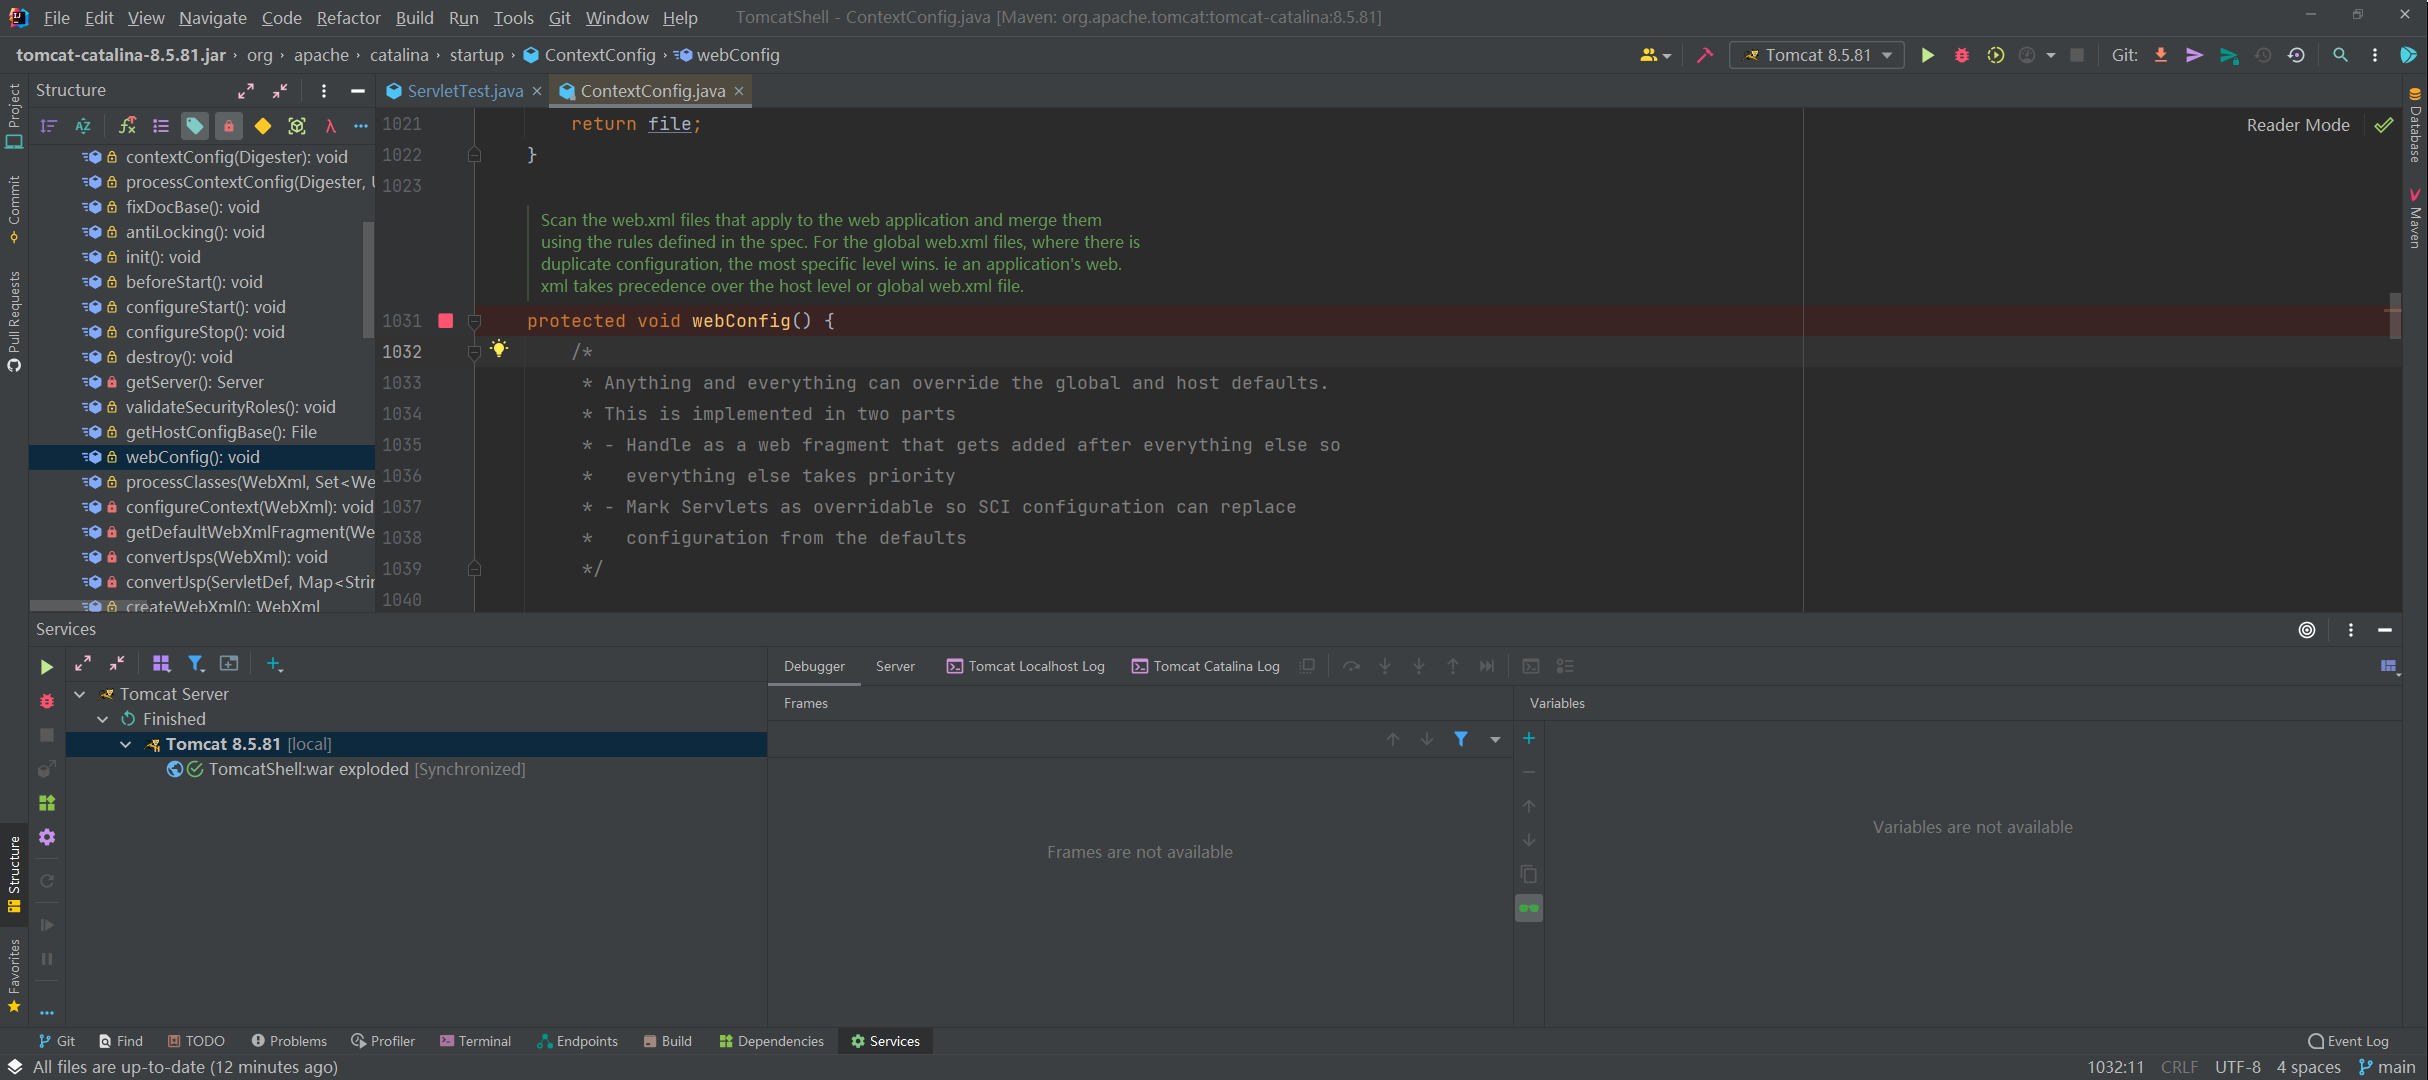 File Edit View Navigate Code Refactor Build Run Tools Git Window Help TomcatShell - ContextConfig.java [Maven: org.apache.tomcat:tomcat-catalina:8.5.81]
tomcat-catalina-8.5.81.jar › org › apache › catalina › startup › ContextConfig › webConfig
Tomcat 8.5.81
Git:
Project
Commit
Pull Requests
Structure
Favorites
Structure
contextConfig(Digester): void
processContextConfig(Digester, U
fixDocBase(): void
antiLocking(): void
init(): void
beforeStart(): void
configureStart(): void
configureStop(): void
destroy(): void
getServer(): Server
validateSecurityRoles(): void
getHostConfigBase(): File
webConfig(): void
processClasses(WebXml, Set<We
configureContext(WebXml): void
getDefaultWebXmlFragment(We
convertJsps(WebXml): void
convertJsp(ServletDef, Map<Strin
createWebXml(): WebXml
ServletTest.java
ContextConfig.java
Reader Mode
1021 return file;
1022 }
1023
Scan the web.xml files that apply to the web application and merge them
using the rules defined in the spec. For the global web.xml files, where there is
duplicate configuration, the most specific level wins. ie an application's web.
xml takes precedence over the host level or global web.xml file.
1031 protected void webConfig() {
1032 /*
1033 * Anything and everything can override the global and host defaults.
1034 * This is implemented in two parts
1035 * - Handle as a web fragment that gets added after everything else so
1036 * everything else takes priority
1037 * - Mark Servlets as overridable so SCI configuration can replace
1038 * configuration from the defaults
1039 */
1040
Database
Maven
Services
Tomcat Server
Finished
Tomcat 8.5.81 [local]
TomcatShell:war exploded [Synchronized]
Debugger Server Tomcat Localhost Log Tomcat Catalina Log
Frames
Variables
Frames are not available
Variables are not available
Git Find TODO Problems Profiler Terminal Endpoints Build Dependencies Services Event Log
All files are up-to-date (12 minutes ago) 1032:11 CRLF UTF-8 4 spaces main